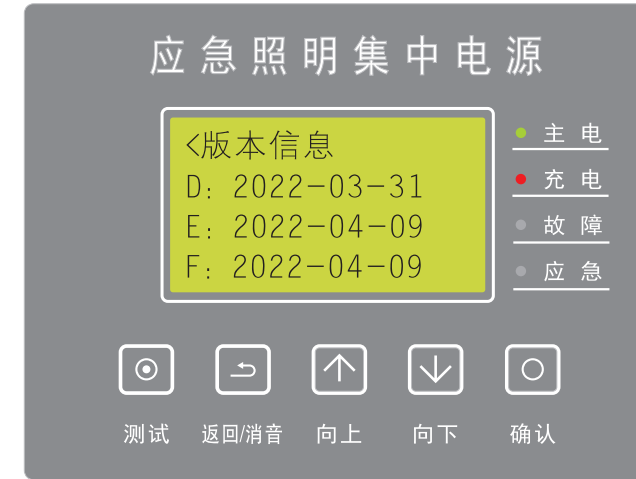 应急照明集中电源
<版本信息
D: 2022-03-31
E: 2022-04-09
F: 2022-04-09
主电
充电
故障
应急
测试 返回/消音 向上 向下 确认